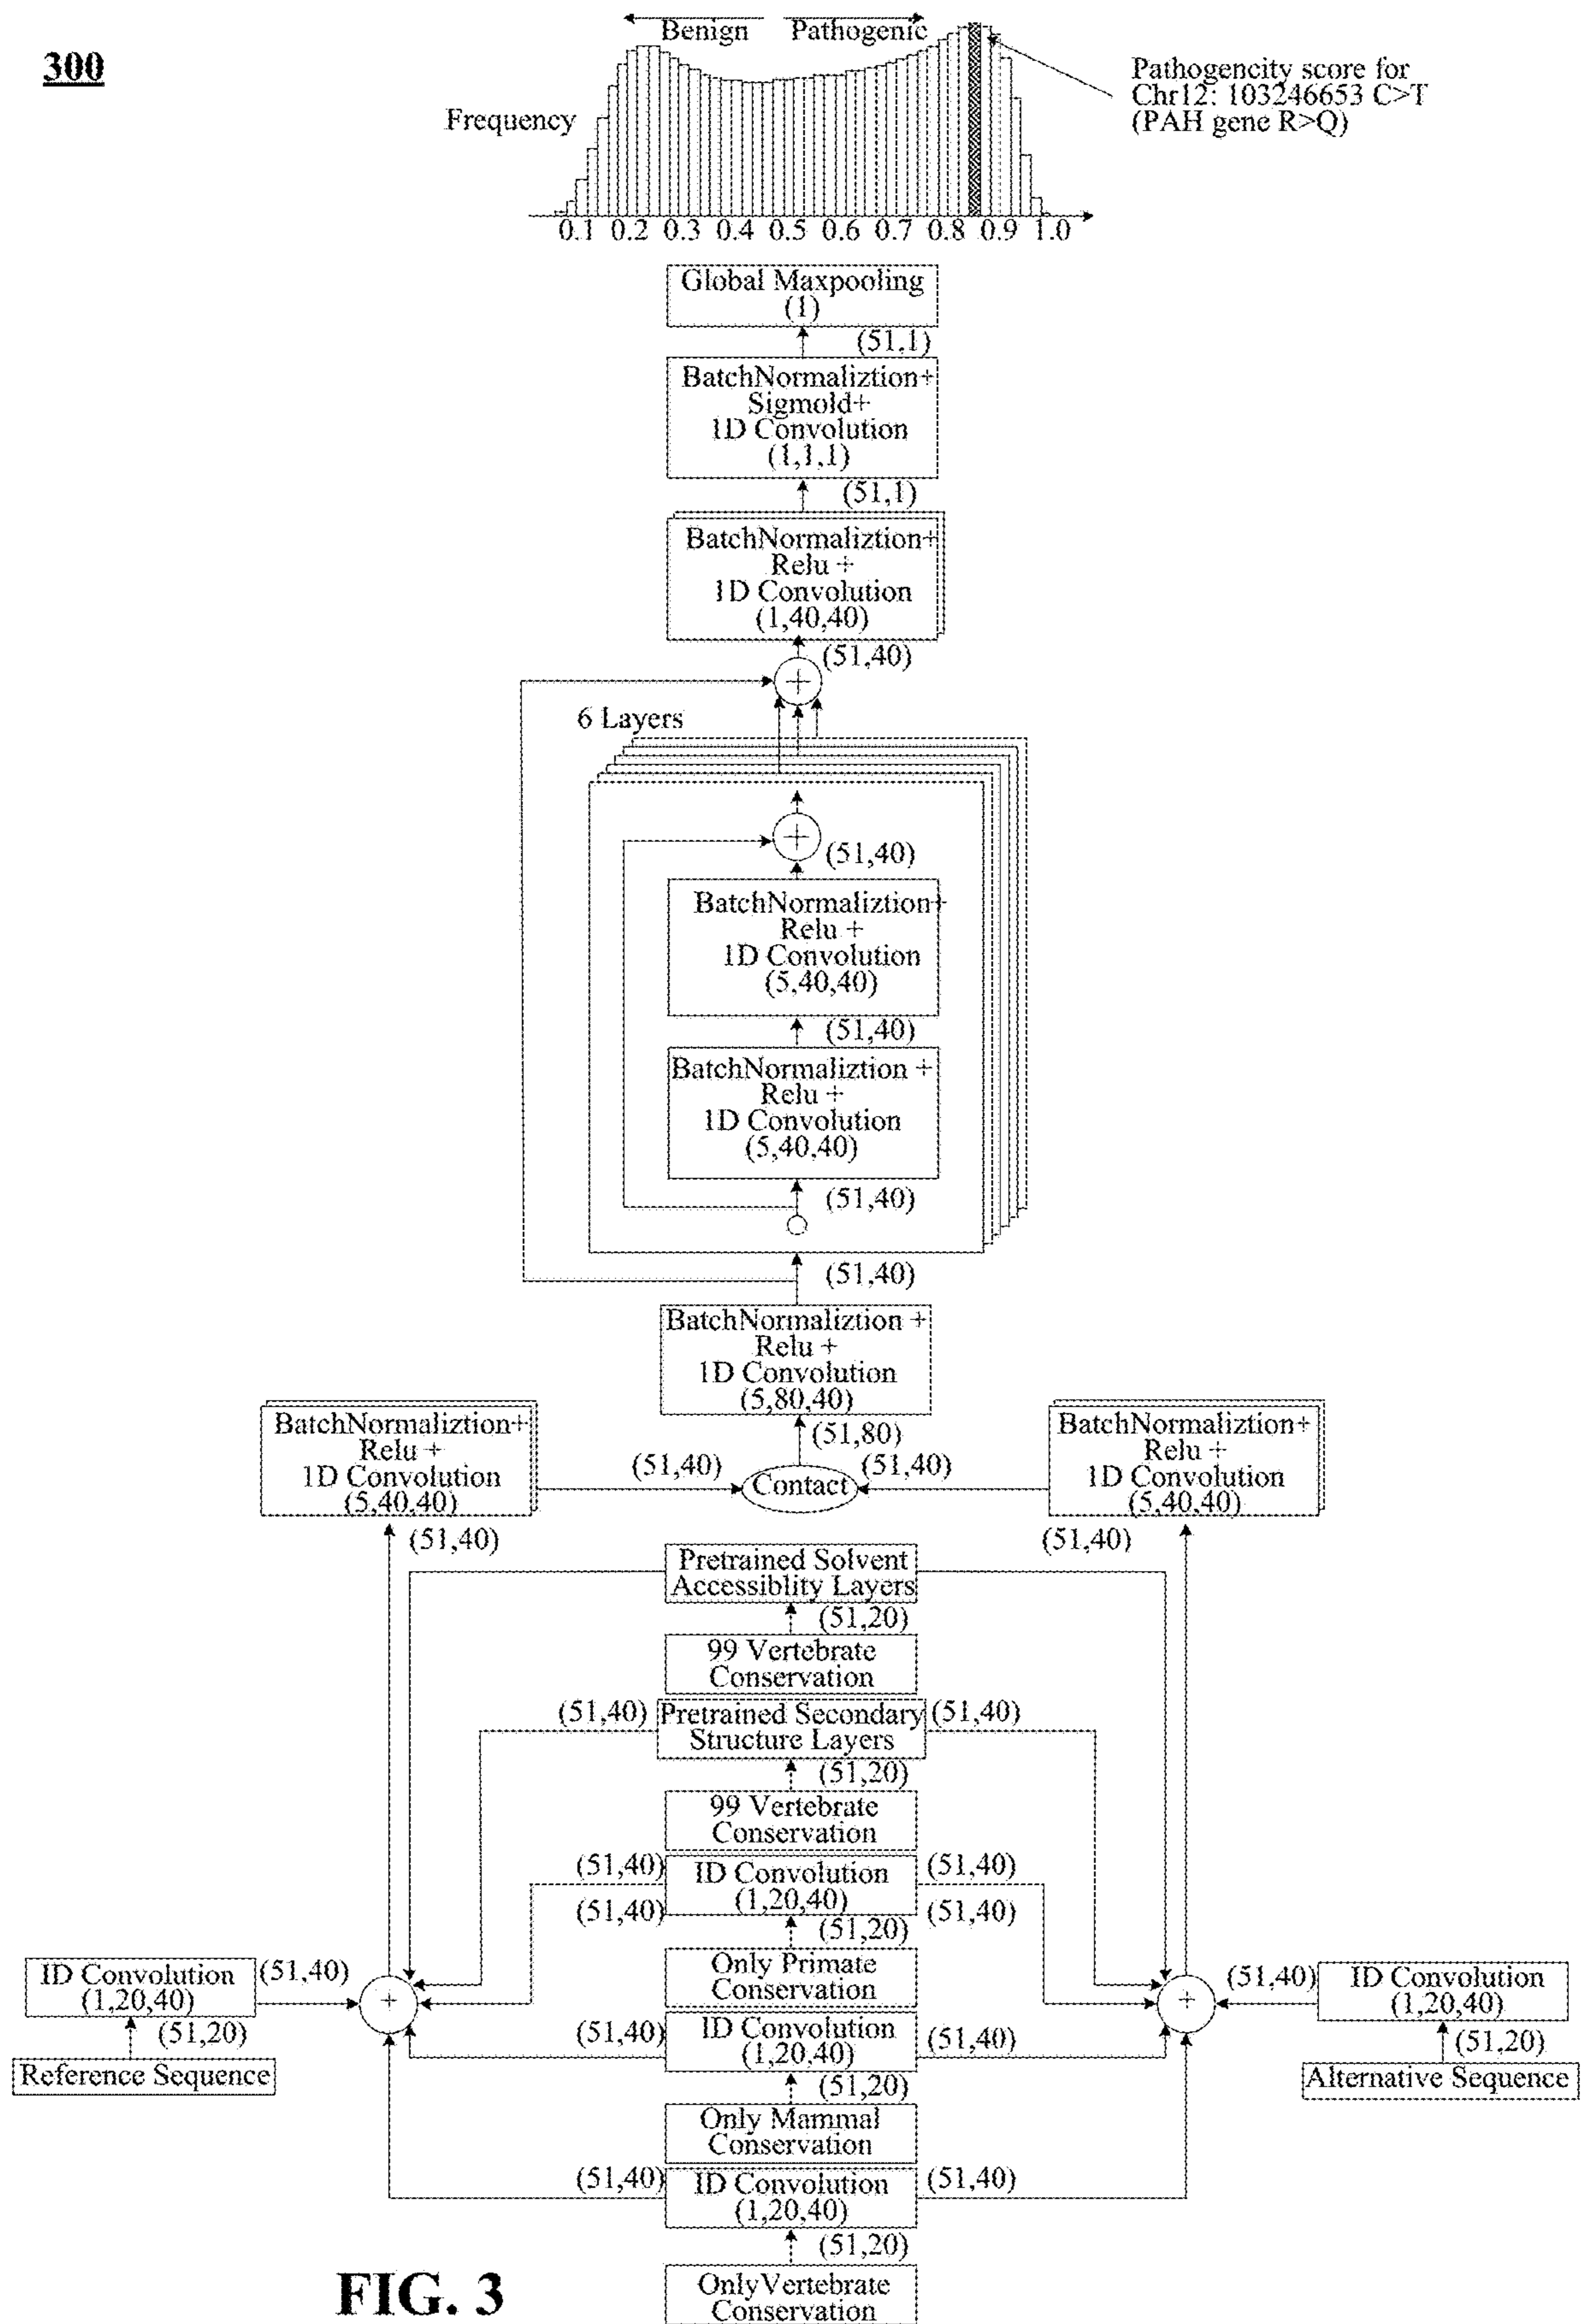 300
Benign
Pathogenic
Frequency
Pathogencity score for
Chr12: 103246653 C>T
(PAH gene R>Q)
0.1 0.2 0.3 0.4 0.5 0.6 0.7 0.8 0.9 1.0
Global Maxpooling
(1)
(51,1)
BatchNormaliztion+
Sigmold+
1D Convolution
(1,1,1)
(51,1)
BatchNormaliztion+
Relu +
1D Convolution
(1,40,40)
(51,40)
+
6 Layers
+
(51,40)
BatchNormaliztion+
Relu +
1D Convolution
(5,40,40)
(51,40)
BatchNormaliztion +
Relu +
1D Convolution
(5,40,40)
(51,40)
(51,40)
BatchNormaliztion +
Relu +
1D Convolution
(5,80,40)
(51,80)
BatchNormaliztion+
Relu +
1D Convolution
(5,40,40)
(51,40)
Contact
(51,40)
BatchNormaliztion+
Relu +
1D Convolution
(5,40,40)
(51,40)
(51,40)
Pretrained Solvent
Accessiblity Layers
(51,20)
99 Vertebrate
Conservation
(51,40)
Pretrained Secondary
Structure Layers
(51,40)
(51,20)
99 Vertebrate
Conservation
(51,40)
ID Convolution
(1,20,40)
(51,40)
(51,40)
(51,40)
(51,20)
Only Primate
Conservation
ID Convolution
(1,20,40)
(51,40)
+
(51,20)
Reference Sequence
+
(51,40)
ID Convolution
(1,20,40)
(51,20)
Alternative Sequence
(51,40)
ID Convolution
(1,20,40)
(51,40)
(51,20)
Only Mammal
Conservation
(51,40)
ID Convolution
(1,20,40)
(51,40)
(51,20)
OnlyVertebrate
Conservation
FIG. 3